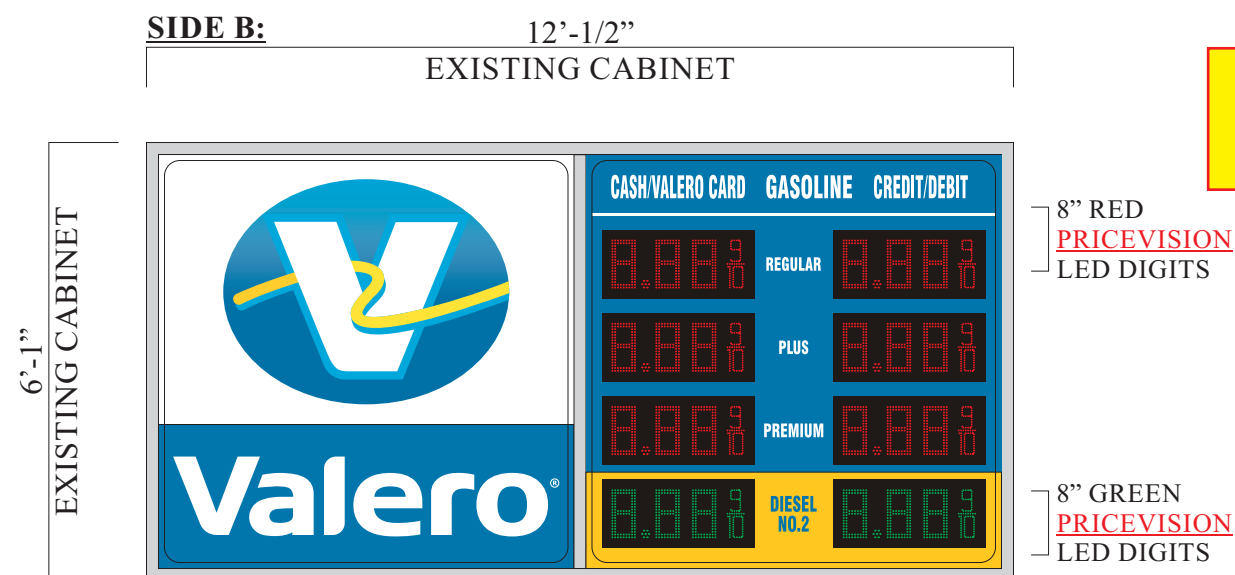 SIDE B:
12’-1/2”
EXISTING CABINET
6’-1”
EXISTING CABINET
Valero®
CASH/VALERO CARD GASOLINE CREDIT/DEBIT
8.88 9/10 REGULAR 8.88 9/10
8.88 9/10 PLUS 8.88 9/10
8.88 9/10 PREMIUM 8.88 9/10
8.88 9/10 DIESEL NO.2 8.88 9/10
8” RED
PRICEVISION
LED DIGITS
8” GREEN
PRICEVISION
LED DIGITS